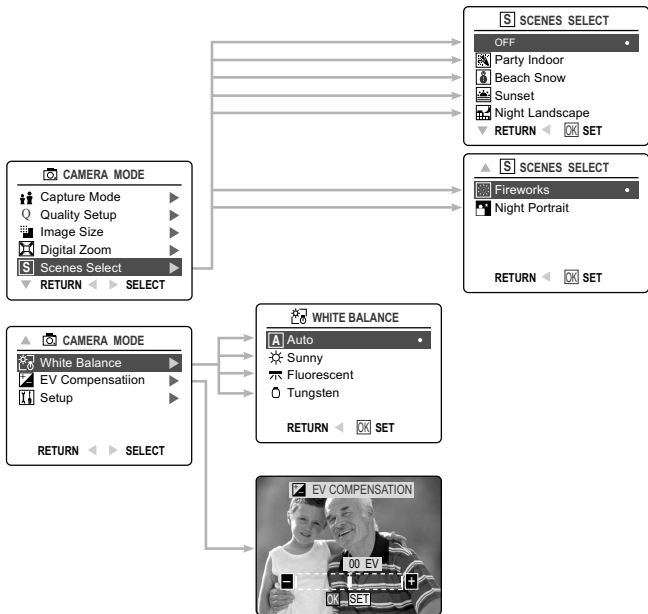 S SCENES SELECT
OFF
Party Indoor
Beach Snow
Sunset
Night Landscape
RETURN OK SET
S SCENES SELECT
Fireworks
Night Portrait
RETURN OK SET
CAMERA MODE
Capture Mode
Q Quality Setup
Image Size
Digital Zoom
S Scenes Select
RETURN SELECT
CAMERA MODE
White Balance
EV Compensatiion
Setup
RETURN SELECT
WHITE BALANCE
A Auto
Sunny
Fluorescent
Tungsten
RETURN OK SET
EV COMPENSATION
00 EV
OK SET